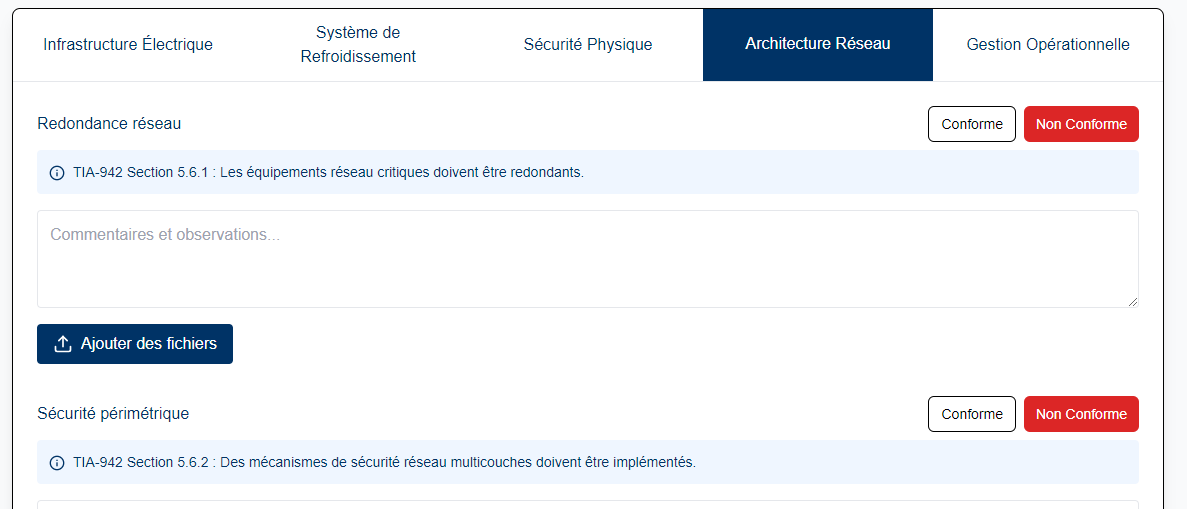 Infrastructure Électrique
Système de
Refroidissement
Sécurité Physique
Architecture Réseau
Gestion Opérationnelle
Redondance réseau
Conforme
Non Conforme
TIA-942 Section 5.6.1 : Les équipements réseau critiques doivent être redondants.
Commentaires et observations...
Ajouter des fichiers
Sécurité périmétrique
Conforme
Non Conforme
TIA-942 Section 5.6.2 : Des mécanismes de sécurité réseau multicouches doivent être implémentés.